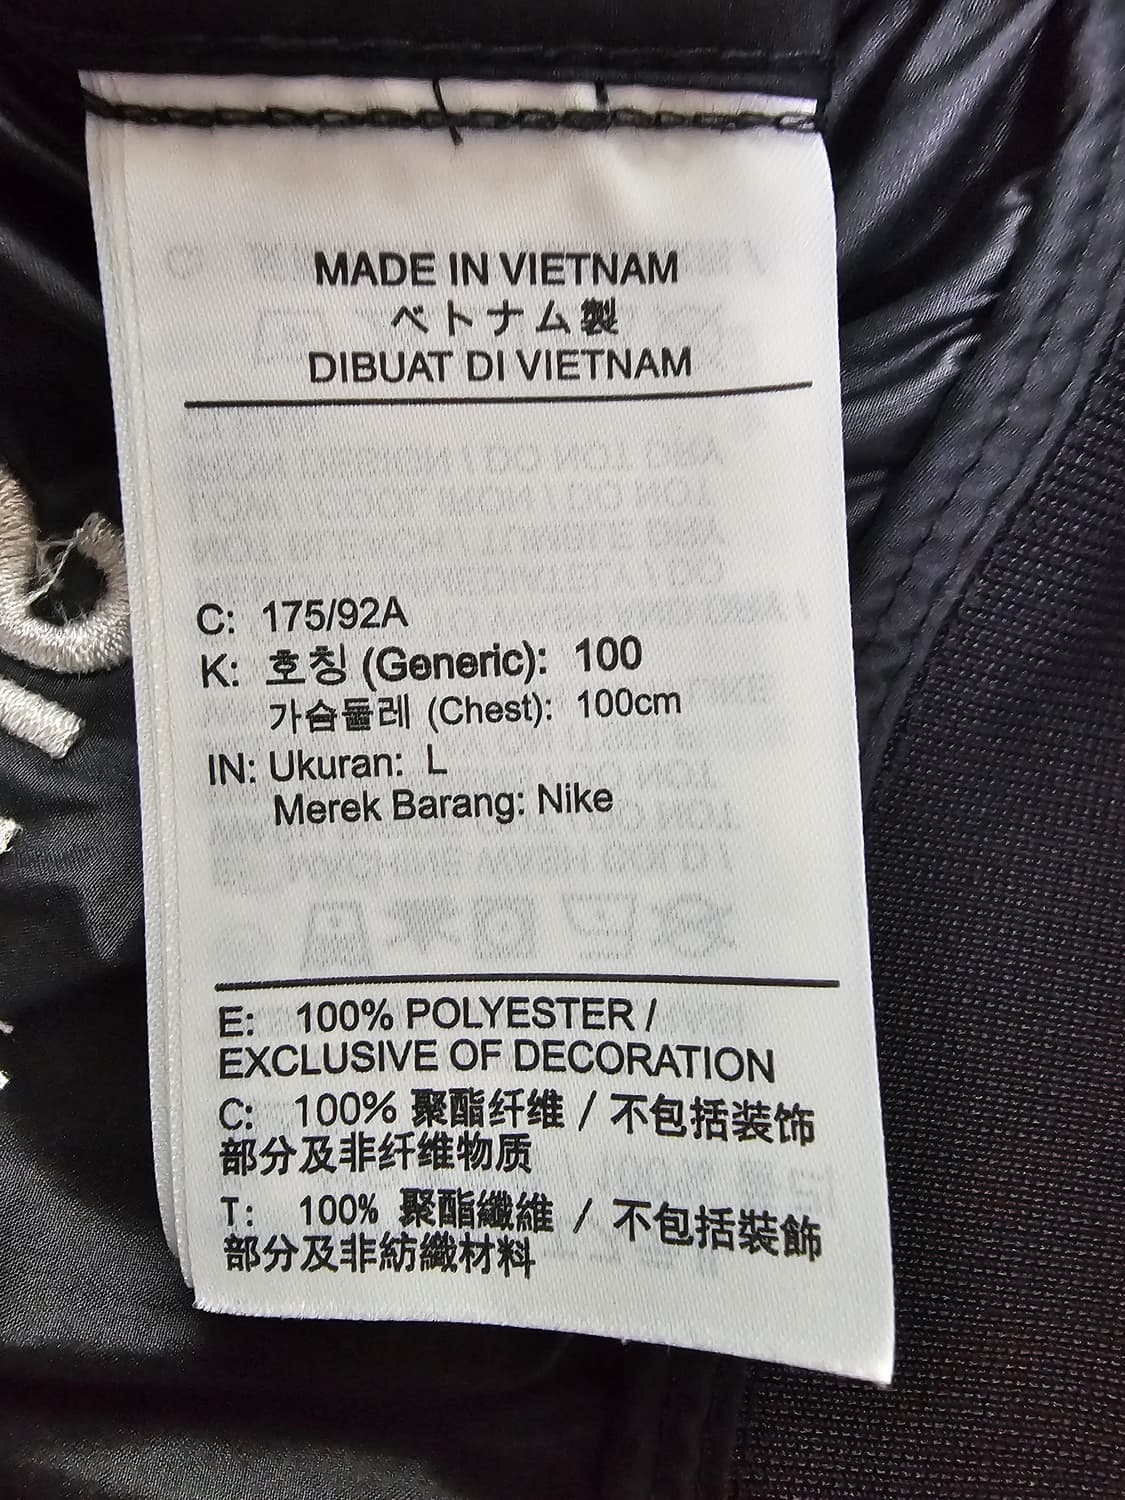 MADE IN VIETNAM
ベトナム製
DIBUAT DI VIETNAM
C: 175/92A
K: 호칭 (Generic): 100
가슴둘레 (Chest): 100cm
IN: Ukuran: L
Merek Barang: Nike
E: 100% POLYESTER /
EXCLUSIVE OF DECORATION
C: 100% 聚酯纤维 / 不包括装饰
部分及非纤维物质
T: 100% 聚酯纖維 / 不包括裝飾
部分及非紡織材料